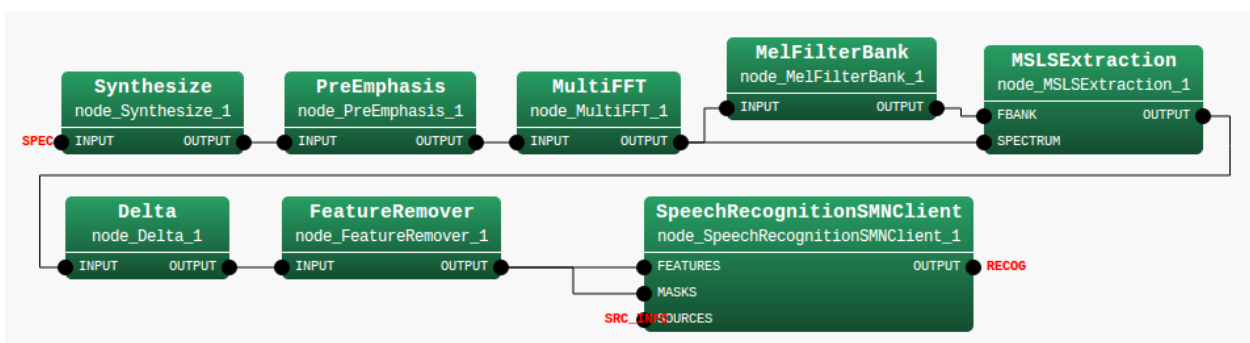 Synthesize
node_Synthesize_1
SPEC INPUT OUTPUT
PreEmphasis
node_PreEmphasis_1
INPUT OUTPUT
MultiFFT
node_MultiFFT_1
INPUT OUTPUT
MelFilterBank
node_MelFilterBank_1
INPUT OUTPUT
MSLSExtraction
node_MSLSExtraction_1
FBANK OUTPUT
SPECTRUM
Delta
node_Delta_1
INPUT OUTPUT
FeatureRemover
node_FeatureRemover_1
INPUT OUTPUT
SpeechRecognitionSMNClient
node_SpeechRecognitionSMNClient_1
FEATURES OUTPUT RECOG
MASKS
SRC_INFO SOURCES